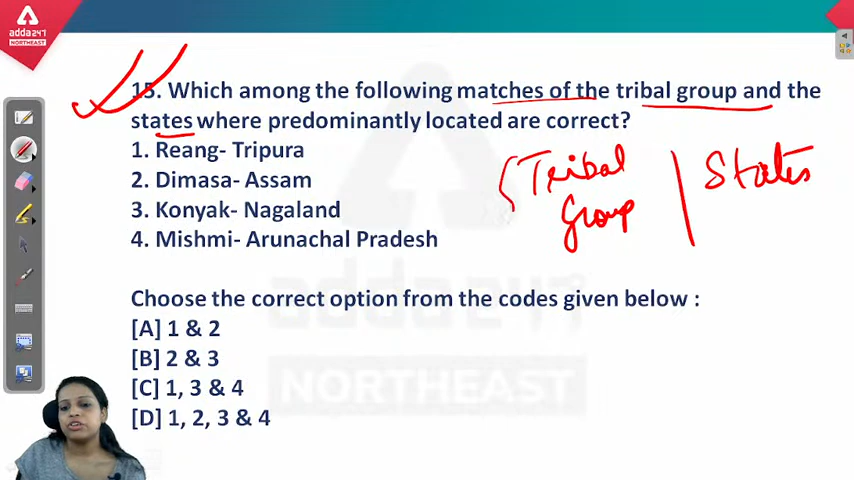 adda247
NORTHEAST
15. Which among the following matches of the tribal group and the
states where predominantly located are correct?
1. Reang- Tripura
2. Dimasa- Assam
3. Konyak- Nagaland
4. Mishmi- Arunachal Pradesh
Tribal
Group
States
Choose the correct option from the codes given below :
[A] 1 & 2
[B] 2 & 3
[C] 1, 3 & 4
[D] 1, 2, 3 & 4
adda247
NORTHEAST